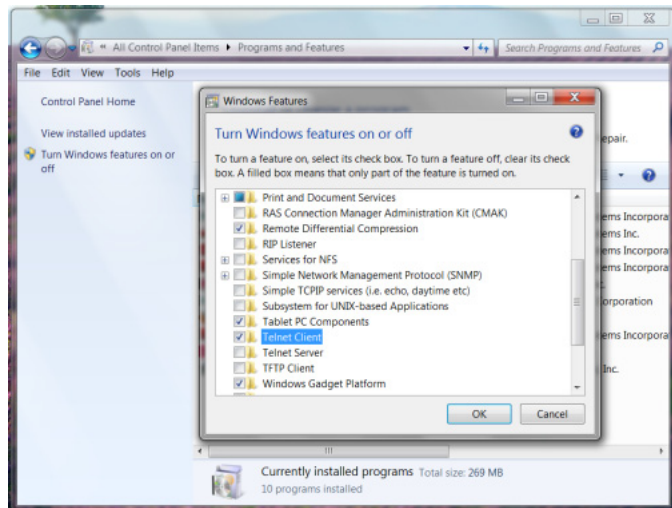 « All Control Panel Items ▸ Programs and Features
Search Programs and Features
File Edit View Tools Help
Control Panel Home
View installed updates
Turn Windows features on or
off
Windows Features
Turn Windows features on or off
To turn a feature on, select its check box. To turn a feature off, clear its check
box. A filled box means that only part of the feature is turned on.
Print and Document Services
RAS Connection Manager Administration Kit (CMAK)
Remote Differential Compression
RIP Listener
Services for NFS
Simple Network Management Protocol (SNMP)
Simple TCPIP services (i.e. echo, daytime etc)
Subsystem for UNIX-based Applications
Tablet PC Components
Telnet Client
Telnet Server
TFTP Client
Windows Gadget Platform
OK Cancel
epair.
ems Incorpora
ems Inc.
ems Incorpora
ems Incorpora
orporation
ems Incorpora
Inc.
Currently installed programs Total size: 269 MB
10 programs installed